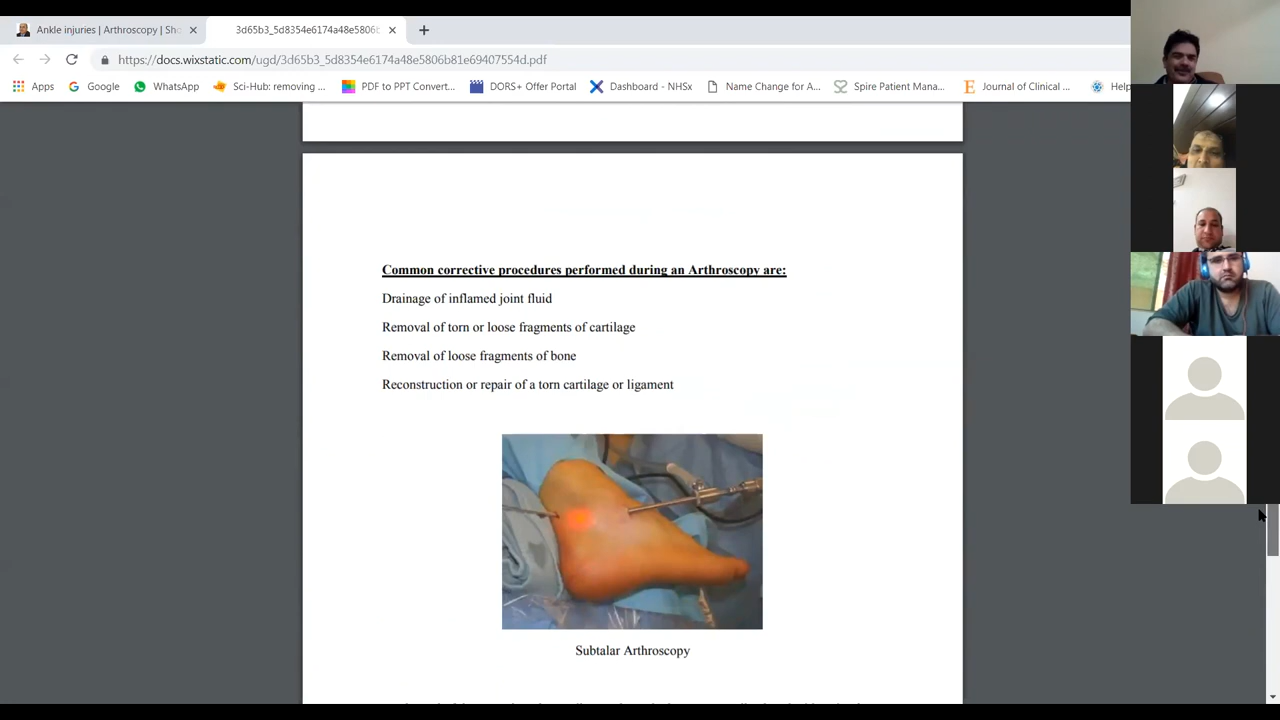 Ankle injuries | Arthroscopy | Sho
3d65b3_5d8354e6174a48e5806b
https://docs.wixstatic.com/ugd/3d65b3_5d8354e6174a48e5806b81e69407554d.pdf
Apps Google WhatsApp Sci-Hub: removing ... PDF to PPT Convert... DORS+ Offer Portal Dashboard - NHSx Name Change for A... Spire Patient Mana... Journal of Clinical ... Help
Common corrective procedures performed during an Arthroscopy are:
Drainage of inflamed joint fluid
Removal of torn or loose fragments of cartilage
Removal of loose fragments of bone
Reconstruction or repair of a torn cartilage or ligament
Subtalar Arthroscopy